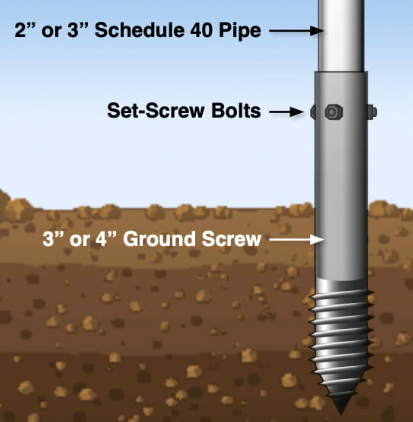 2” or 3” Schedule 40 Pipe
Set-Screw Bolts
3” or 4” Ground Screw